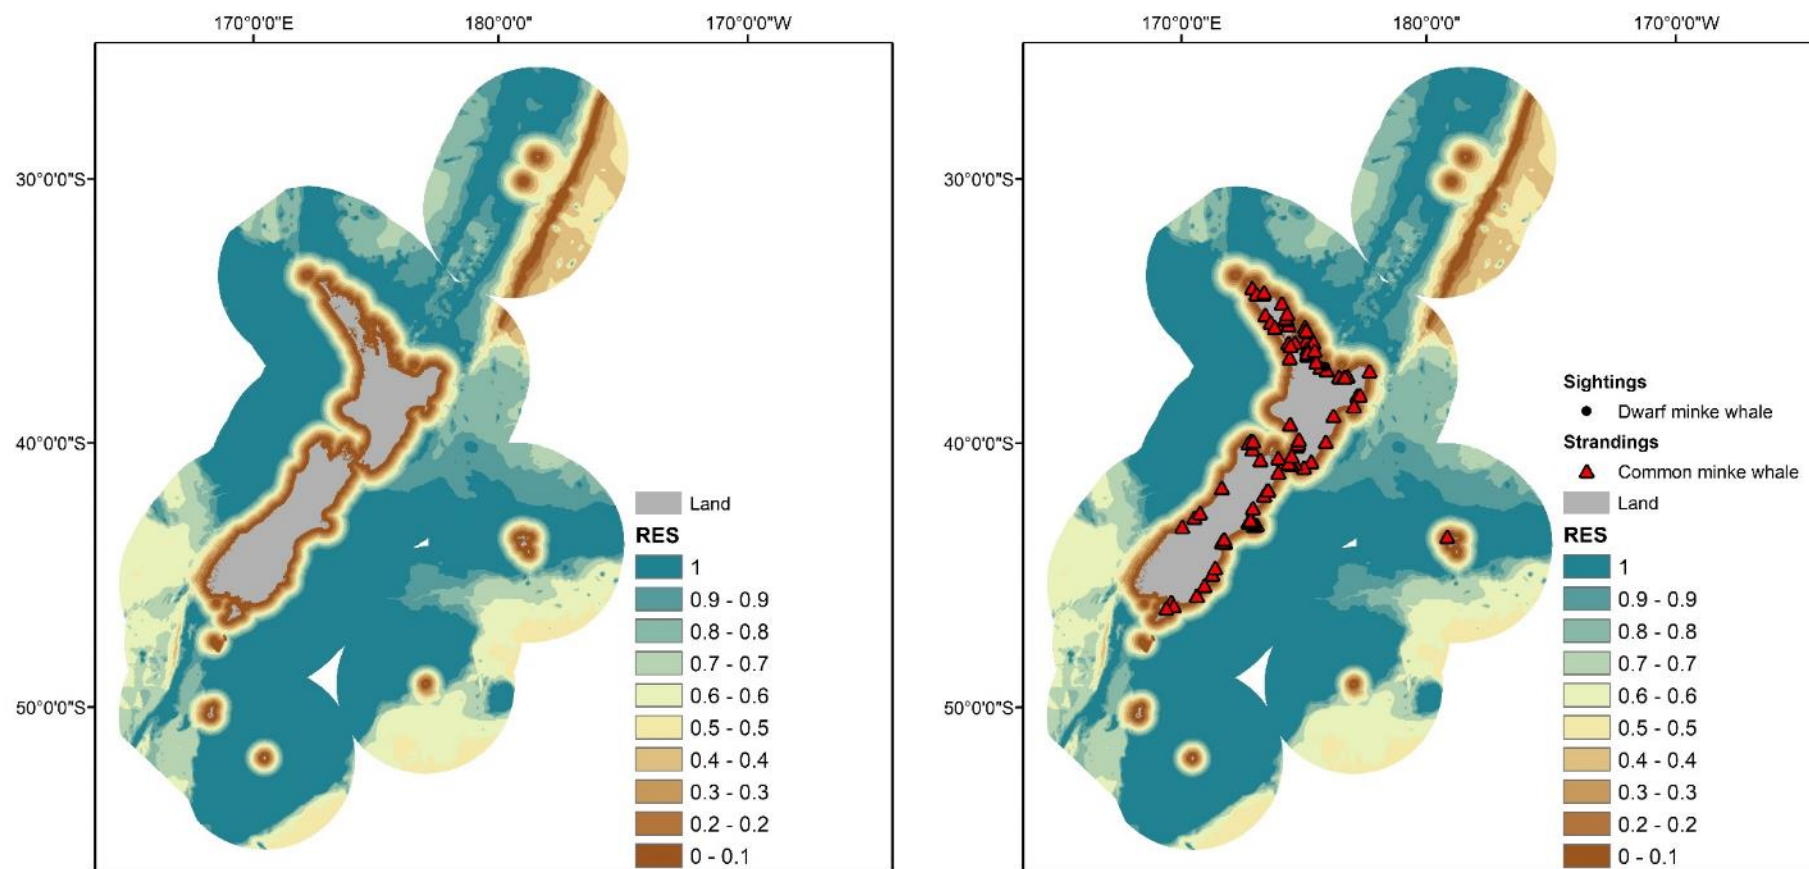 170°0'0"E 180°0'0" 170°0'0"W
30°0'0"S
40°0'0"S
50°0'0"S
Land
RES
1
0.9 - 0.9
0.8 - 0.8
0.7 - 0.7
0.6 - 0.6
0.5 - 0.5
0.4 - 0.4
0.3 - 0.3
0.2 - 0.2
0 - 0.1
170°0'0"E 180°0'0" 170°0'0"W
30°0'0"S
40°0'0"S
50°0'0"S
Sightings
Dwarf minke whale
Strandings
Common minke whale
Land
RES
1
0.9 - 0.9
0.8 - 0.8
0.7 - 0.7
0.6 - 0.6
0.5 - 0.5
0.4 - 0.4
0.3 - 0.3
0.2 - 0.2
0 - 0.1